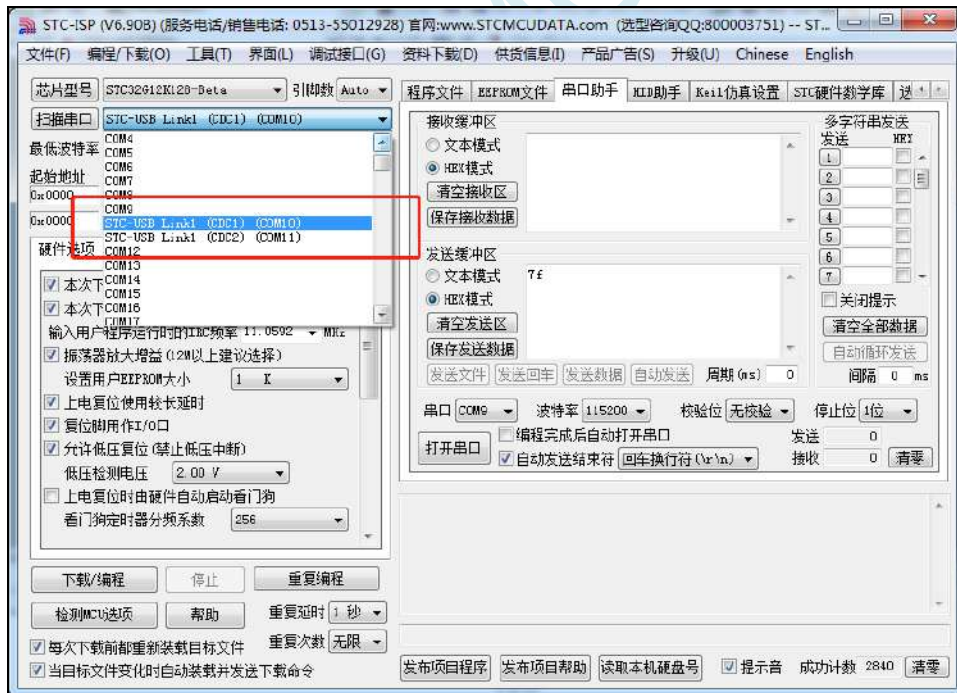 STC-ISP (V6.90B) (服务电话/销售电话: 0513-55012928) 官网:www.STCMCUDATA.com (选型咨询QQ:800003751) -- ST...
文件(F) 编程/下载(O) 工具(T) 界面(L) 调试接口(G) 资料下载(D) 供货信息(I) 产品广告(S) 升级(U) Chinese English
芯片型号 STC32G12K128-Beta 引脚数 Auto
扫描串口 STC-USB Link1 (CDC1) (COM10)
最低波特率
起始地址
0x0000
0x0000
COM4
COM5
COM6
COM7
COM8
COM9
STC-USB Link1 (CDC1) (COM10)
STC-USB Link1 (CDC2) (COM11)
COM12
COM13
COM14
COM15
COM16
COM17
硬件选项
本次下
本次下
输入用户程序运行时的IRC频率 11.0592 MHz
振荡器放大增益 (12M以上建议选择)
设置用户EEPROM大小 1 K
上电复位使用较长延时
复位脚用作I/O口
允许低压复位 (禁止低压中断)
低压检测电压 2.00 V
上电复位时由硬件自动启动看门狗
看门狗定时器分频系数 256
下载/编程 停止 重复编程
检测MCU选项 帮助 重复延时 1 秒
每次下载前都重新装载目标文件 重复次数 无限
当目标文件变化时自动装载并发送下载命令
程序文件 EEPROM文件 串口助手 HID助手 Keil仿真设置 STC硬件数学库 选
接收缓冲区
文本模式
HEX模式
清空接收区
保存接收数据
发送缓冲区
文本模式 7f
HEX模式
清空发送区
保存发送数据
发送文件 发送回车 发送数据 自动发送 周期(ms) 0
多字符串发送
发送 HEX
1
2
3
4
5
6
7
关闭提示
清空全部数据
自动循环发送
间隔 0 ms
串口 COM9 波特率 115200 校验位 无校验 停止位 1位
打开串口 编程完成后自动打开串口 发送 0
自动发送结束符 回车换行符(\r\n) 接收 0 清零
发布项目程序 发布项目帮助 读取本机硬盘号 提示音 成功计数 2840 清零